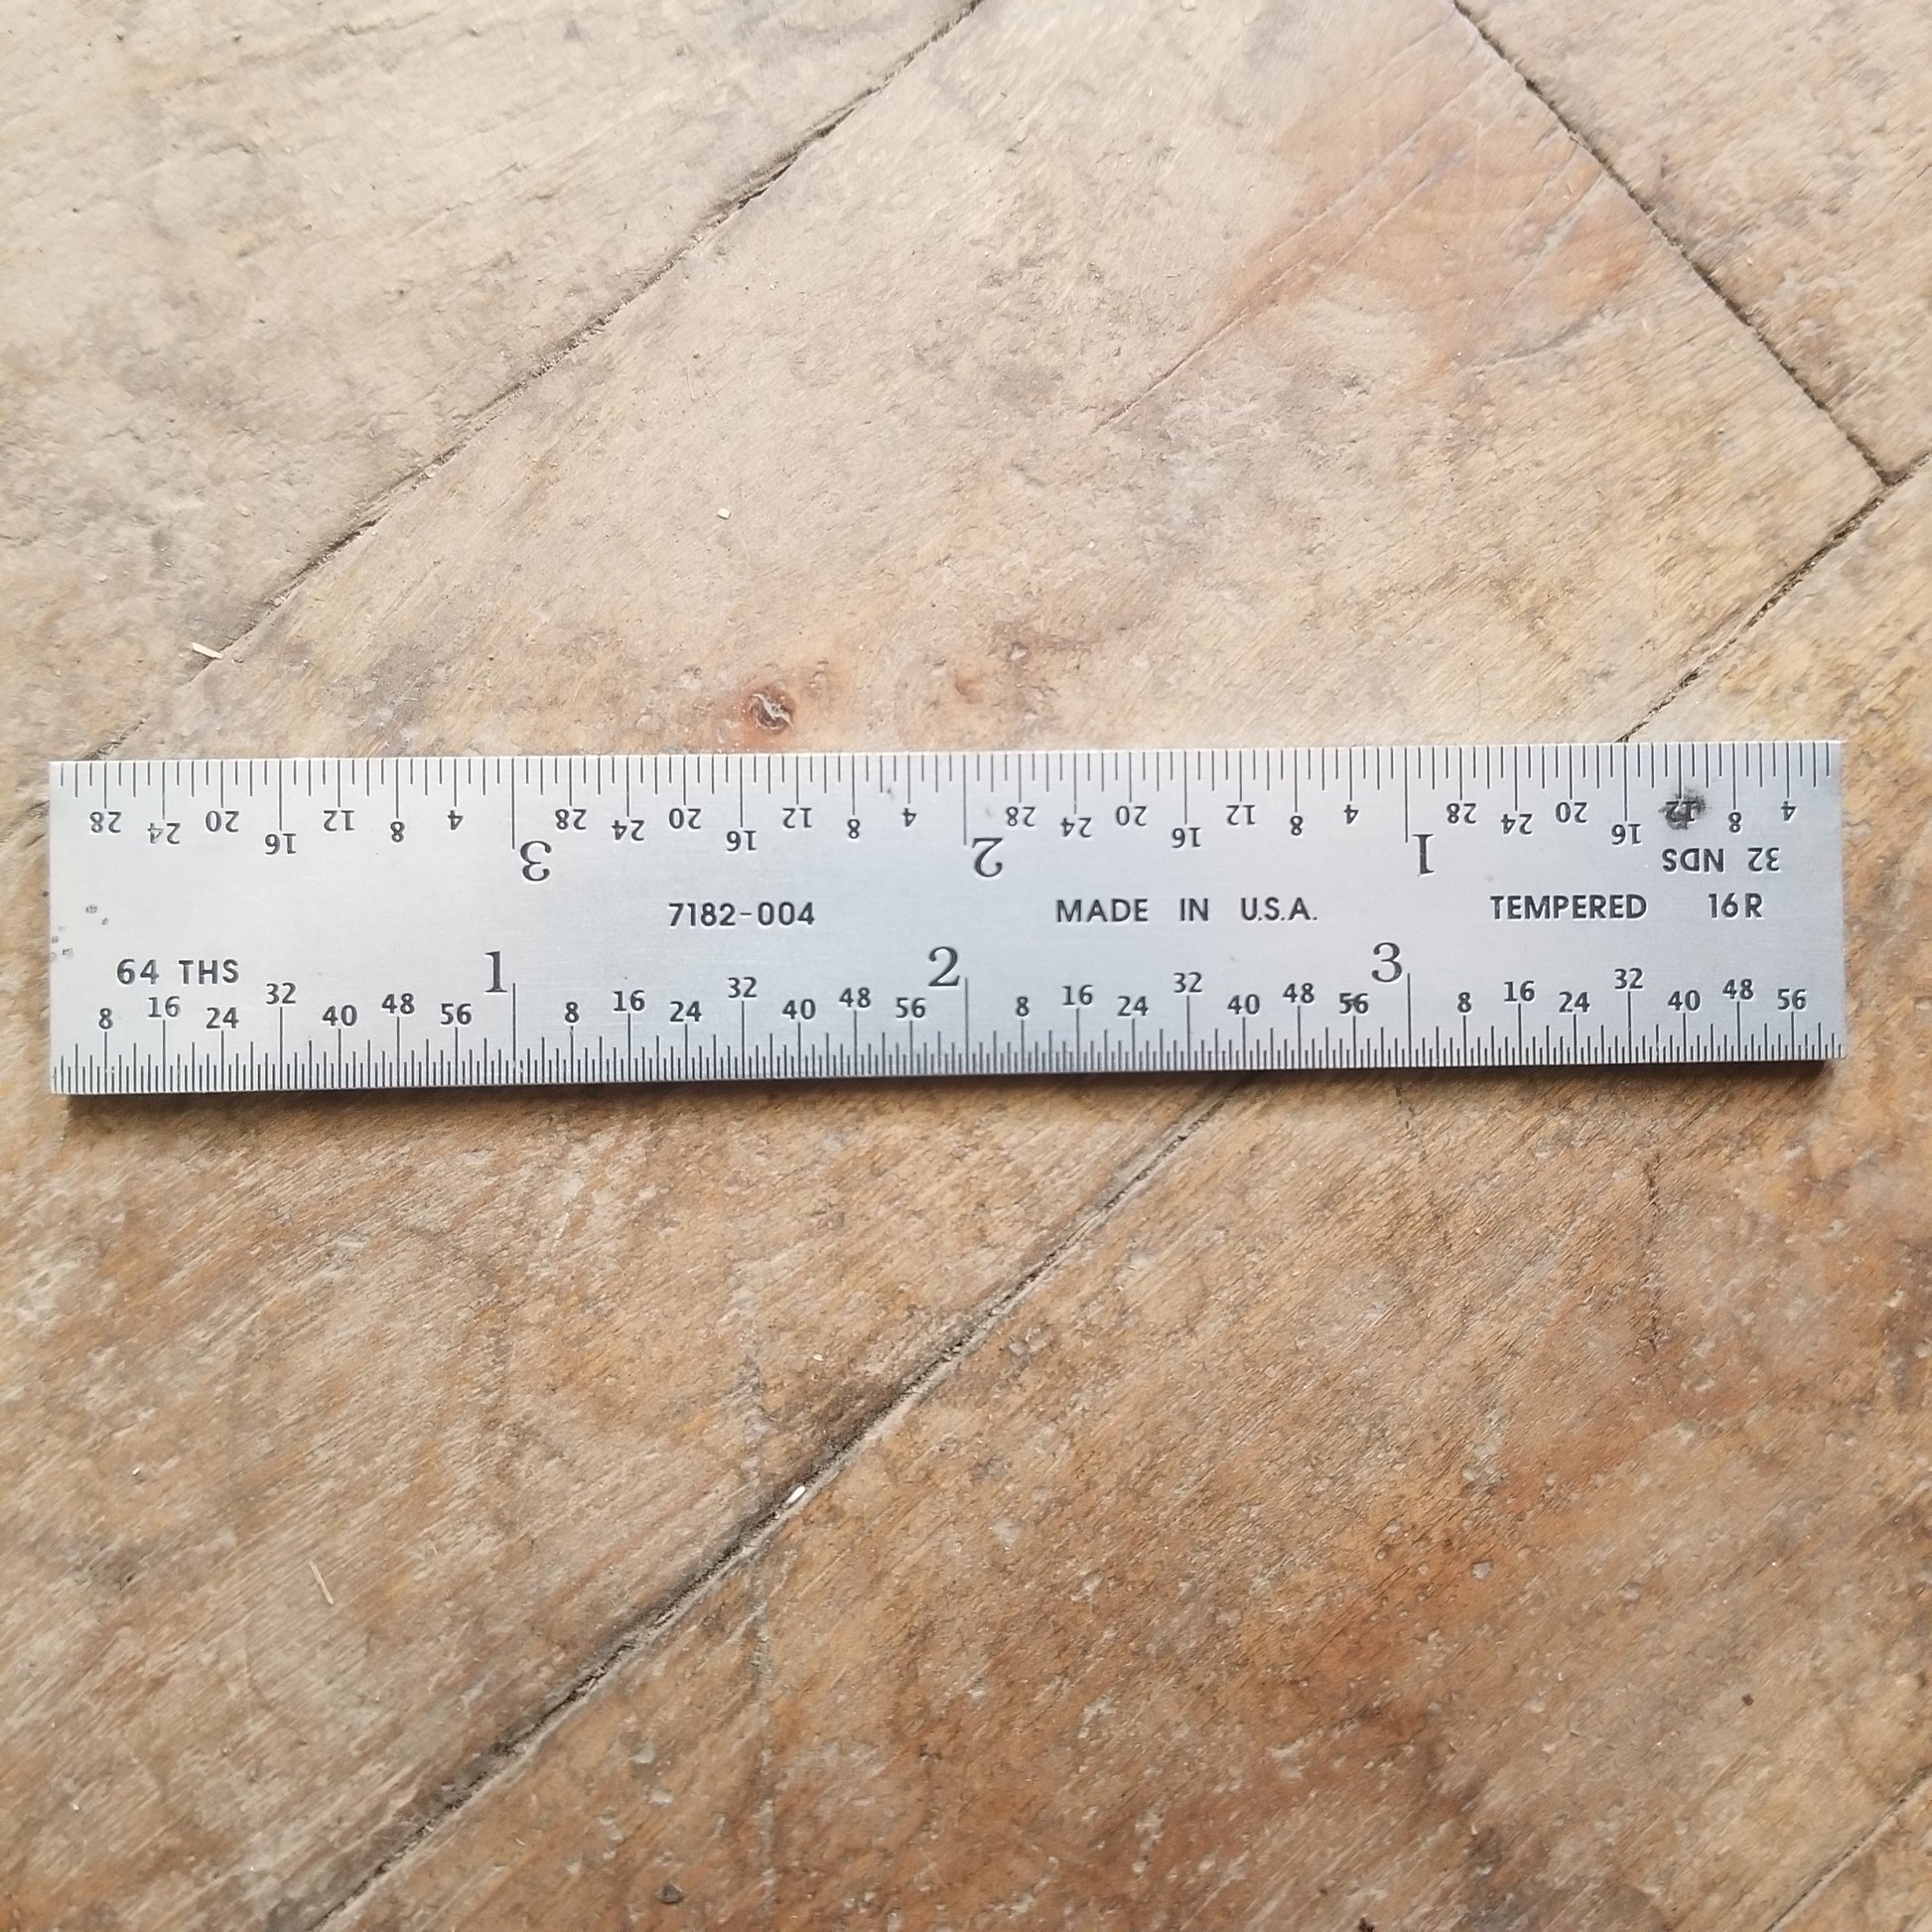 28 24 20 16 12 8 4 3 28 24 20 16 12 8 4 2 28 24 20 16 12 8 4 1 28 24 20 16 12 8 4
32 NDS
7182-004 MADE IN U.S.A. TEMPERED 16R
64 THS
8 16 24 32 40 48 56 1 8 16 24 32 40 48 56 2 8 16 24 32 40 48 56 3 8 16 24 32 40 48 56